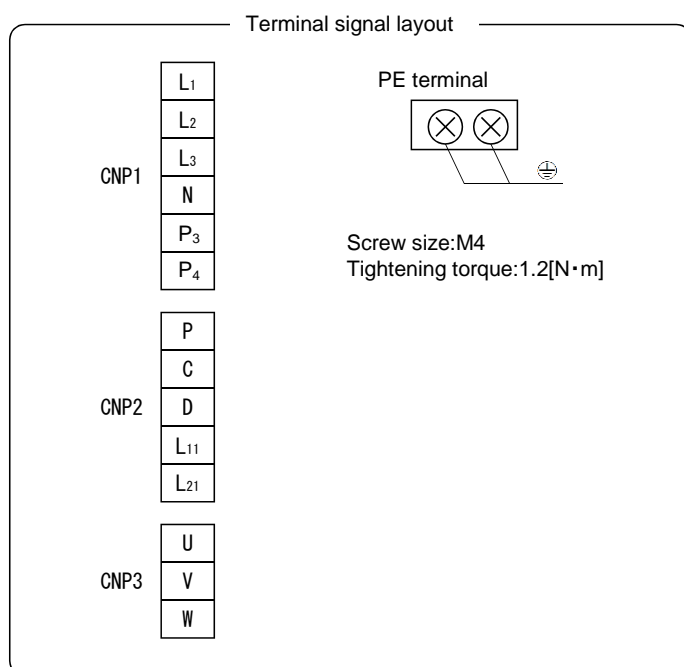 Terminal signal layout
CNP1
L1
L2
L3
N
P3
P4
CNP2
P
C
D
L11
L21
CNP3
U
V
W
PE terminal
Screw size:M4
Tightening torque:1.2[N・m]